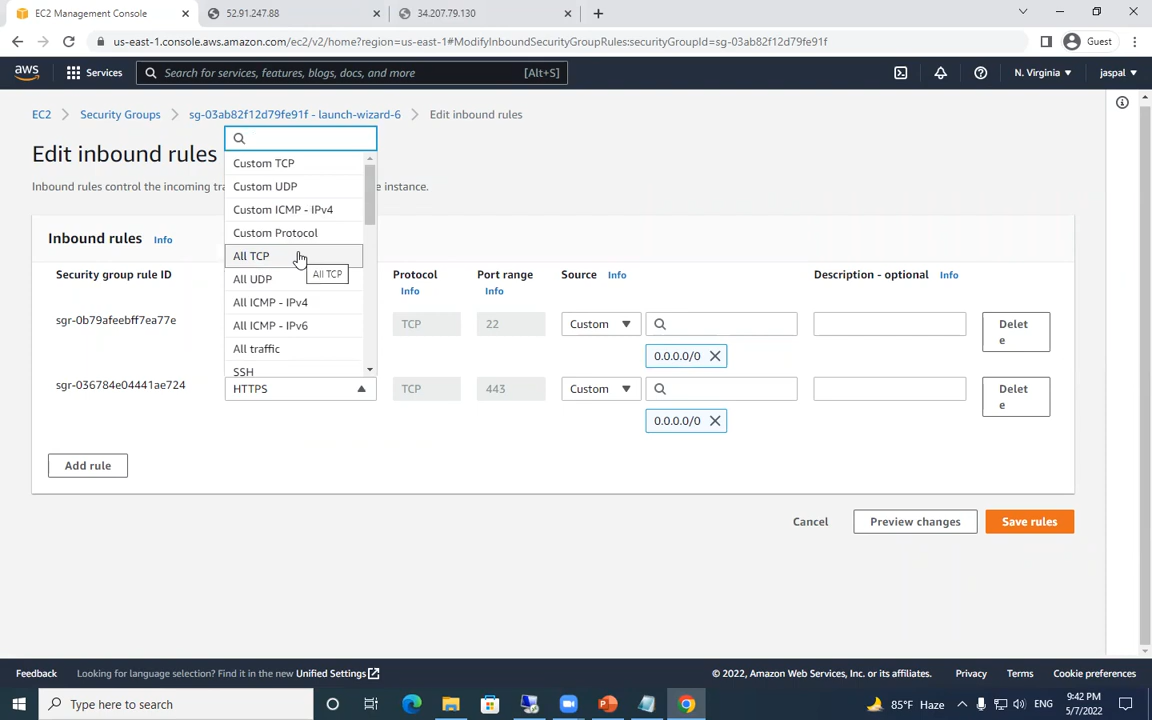 EC2 Management Console
52.91.247.88
34.207.79.130
us-east-1.console.aws.amazon.com/ec2/v2/home?region=us-east-1#ModifyInboundSecurityGroupRules:securityGroupId=sg-03ab82f12d79fe91f
Guest
aws
Services
Search for services, features, blogs, docs, and more
[Alt+S]
N. Virginia
jaspal
EC2
Security Groups
sg-03ab82f12d79fe91f - launch-wizard-6
Edit inbound rules
Edit inbound rules
Inbound rules control the incoming tra
e instance.
Custom TCP
Custom UDP
Custom ICMP - IPv4
Custom Protocol
All TCP
All TCP
All UDP
All ICMP - IPv4
All ICMP - IPv6
All traffic
SSH
HTTPS
Inbound rules
Info
Security group rule ID
Protocol
Info
Port range
Info
Source
Info
Description - optional
Info
sgr-0b79afeebff7ea77e
TCP
22
Custom
0.0.0.0/0
Delet
e
sgr-036784e04441ae724
TCP
443
Custom
0.0.0.0/0
Delet
e
Add rule
Cancel
Preview changes
Save rules
Feedback
Looking for language selection? Find it in the new Unified Settings
© 2022, Amazon Web Services, Inc. or its affiliates.
Privacy
Terms
Cookie preferences
Type here to search
85°F Haze
ENG
9:42 PM
5/7/2022